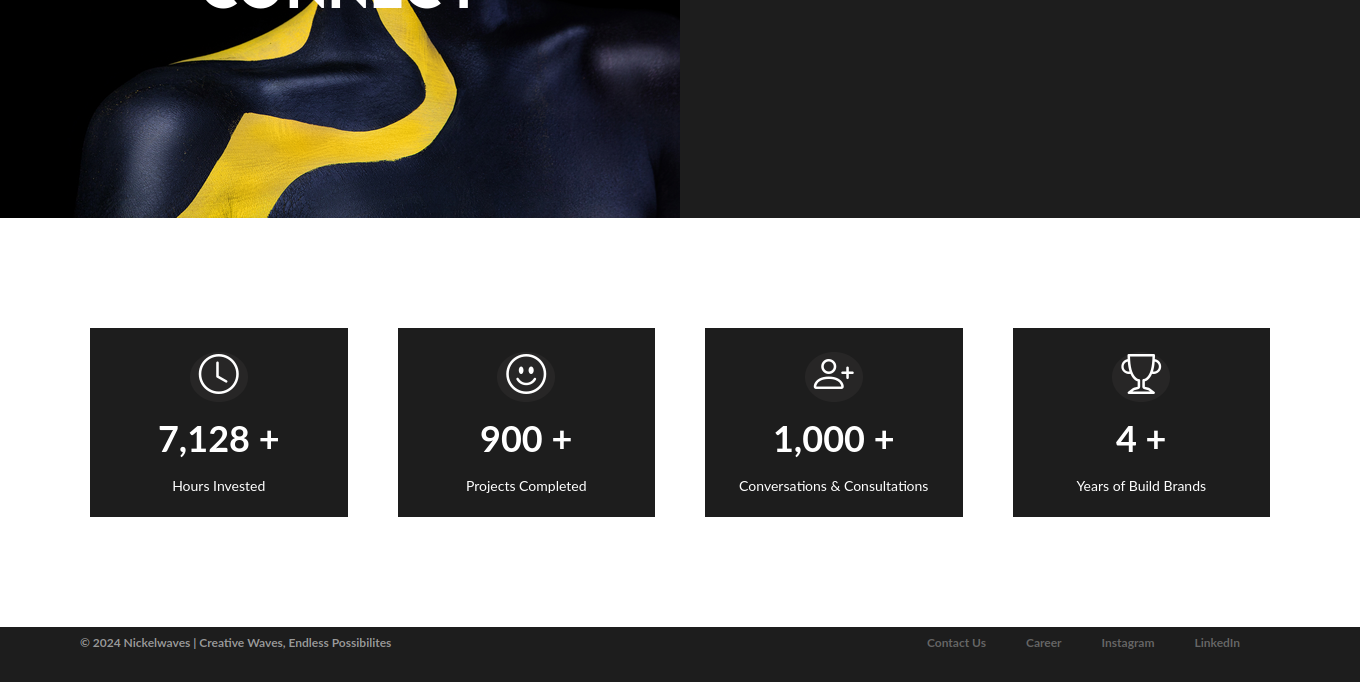 CONNECT
7,128 +
Hours Invested
900 +
Projects Completed
1,000 +
Conversations & Consultations
4 +
Years of Build Brands
© 2024 Nickelwaves | Creative Waves, Endless Possibilites
Contact Us
Career
Instagram
LinkedIn